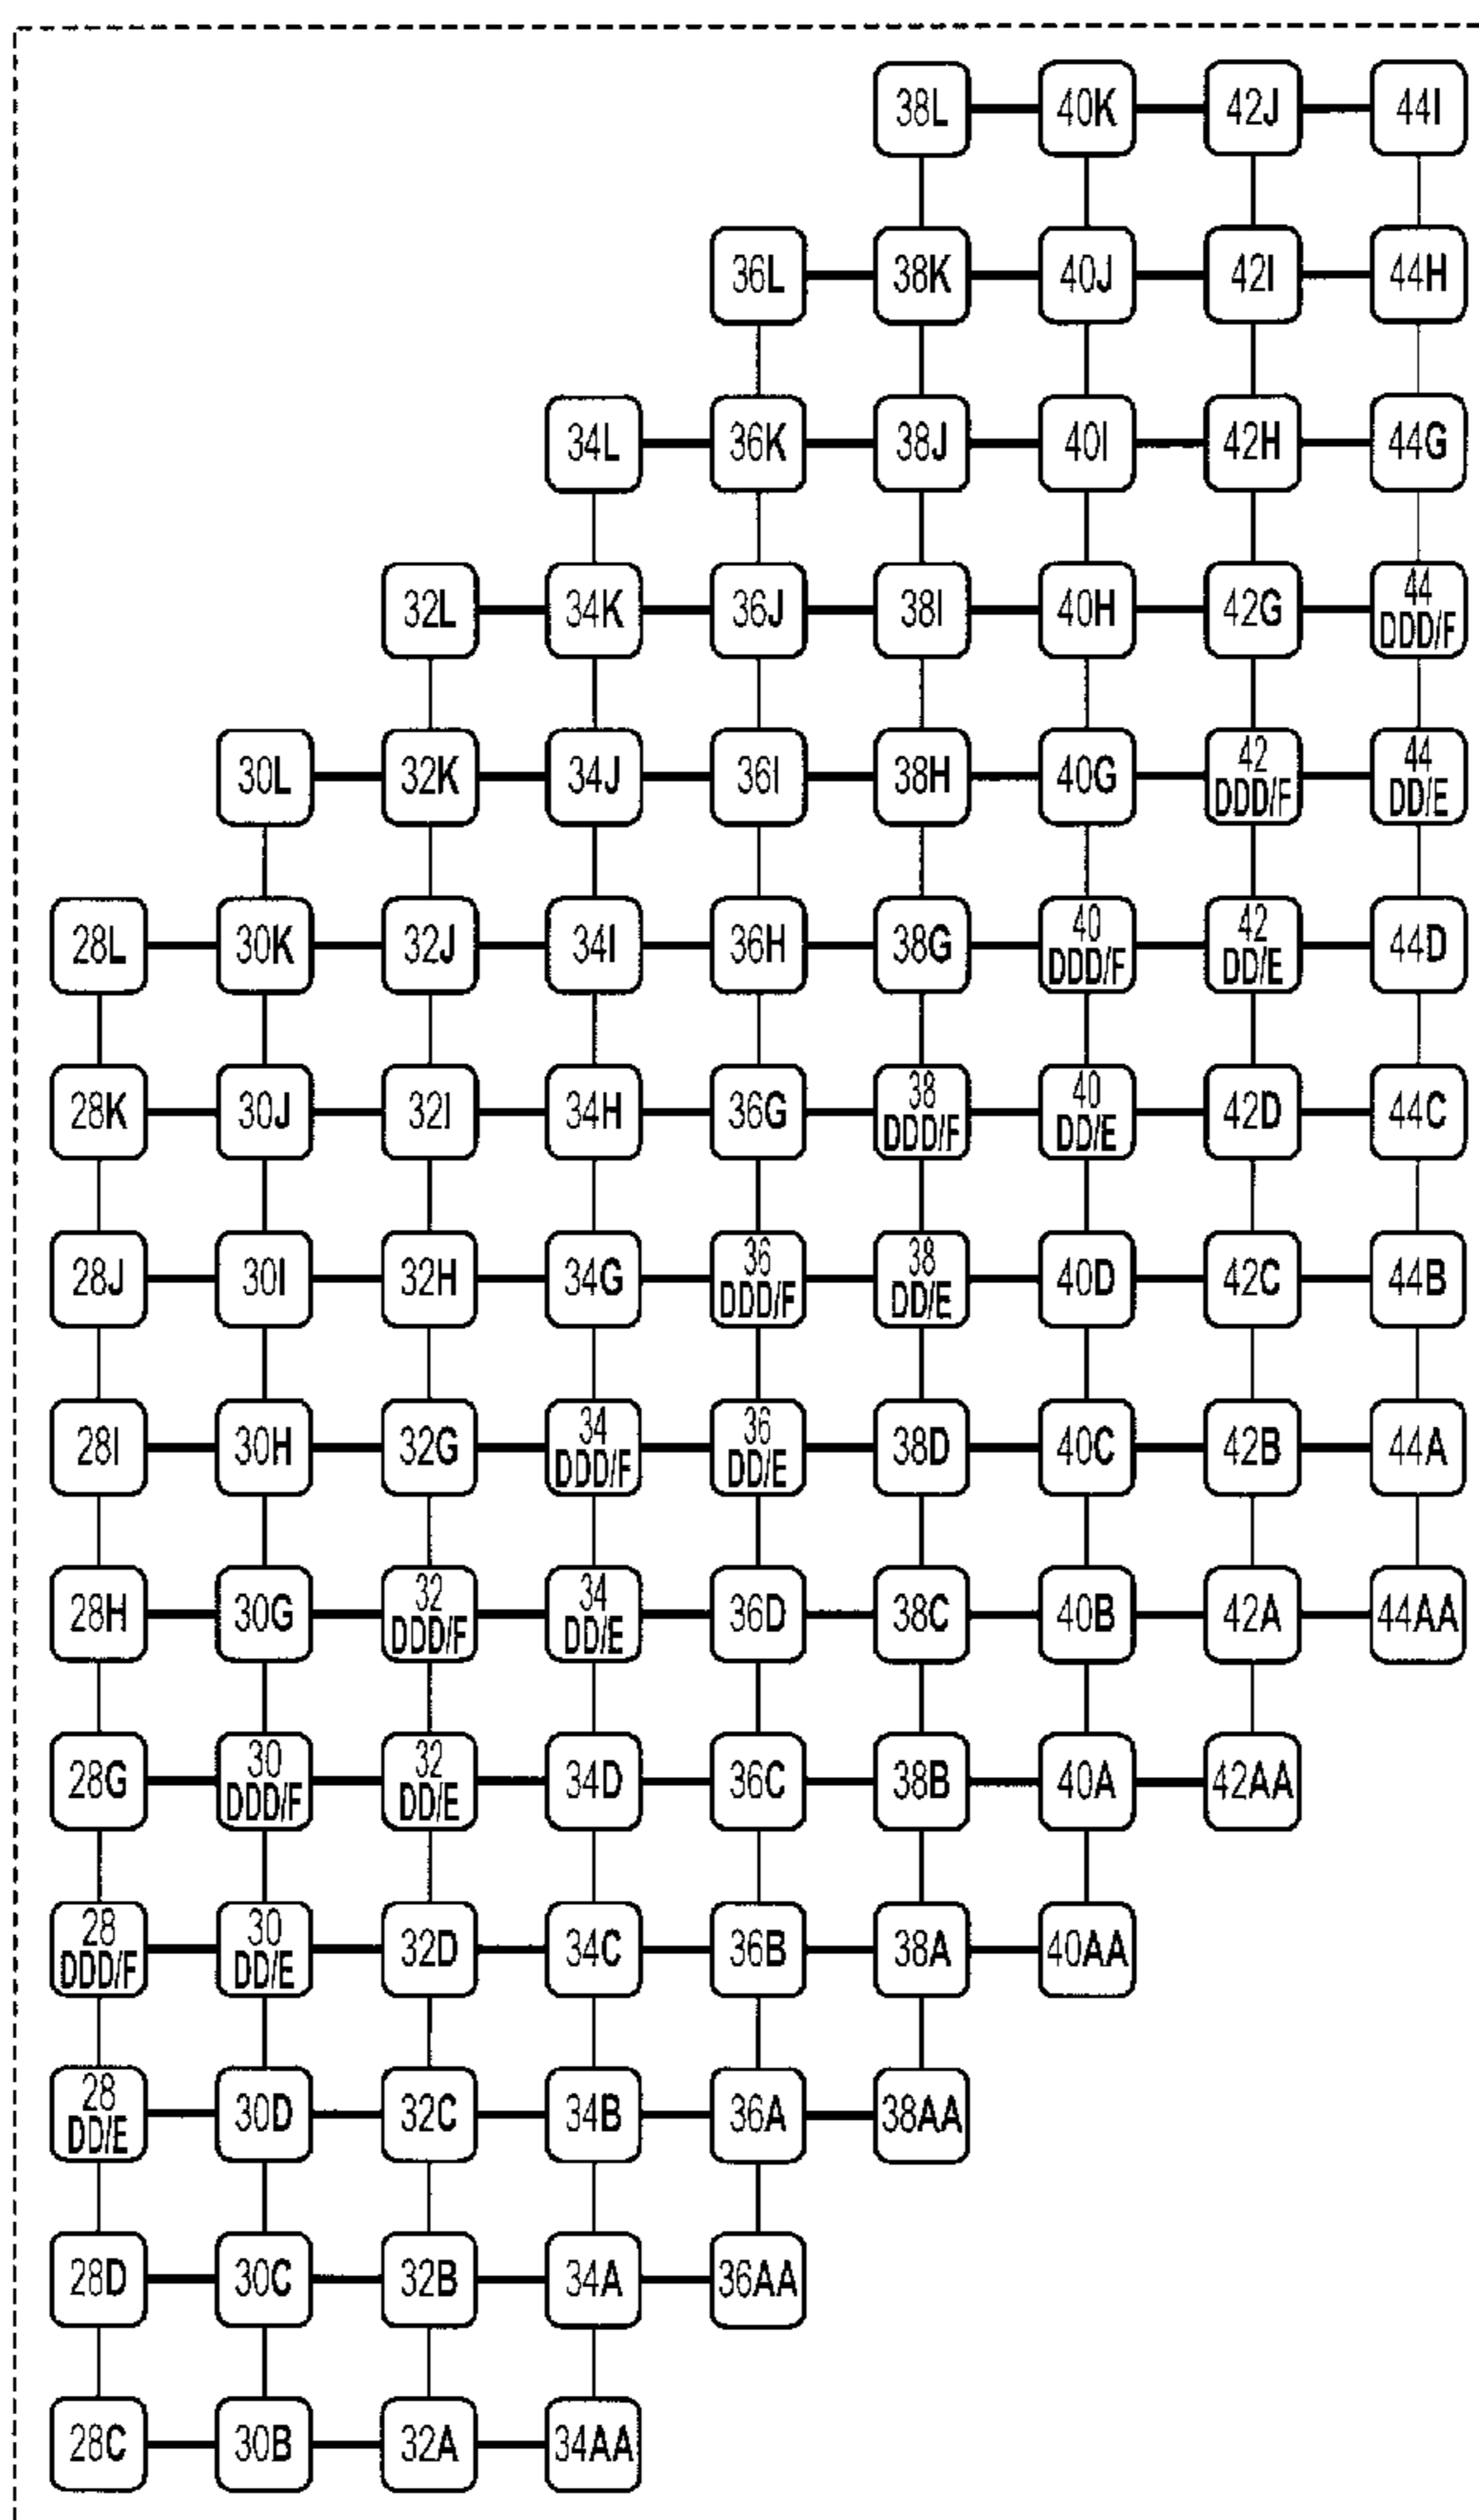 38L 40K 42J 44I
36L 38K 40J 42I 44H
34L 36K 38J 40I 42H 44G
32L 34K 36J 38I 40H 42G 44 DDD/F
30L 32K 34J 36I 38H 40G 42 DDD/F 44 DD/E
28L 30K 32J 34I 36H 38G 40 DDD/F 42 DD/E 44D
28K 30J 32I 34H 36G 38 DDD/F 40 DD/E 42D 44C
28J 30I 32H 34G 36 DDD/F 38 DD/E 40D 42C 44B
28I 30H 32G 34 DDD/F 36 DD/E 38D 40C 42B 44A
28H 30G 32 DDD/F 34 DD/E 36D 38C 40B 42A 44AA
28G 30 DDD/F 32 DD/E 34D 36C 38B 40A 42AA
28 DDD/F 30 DD/E 32D 34C 36B 38A 40AA
28 DD/E 30D 32C 34B 36A 38AA
28D 30C 32B 34A 36AA
28C 30B 32A 34AA